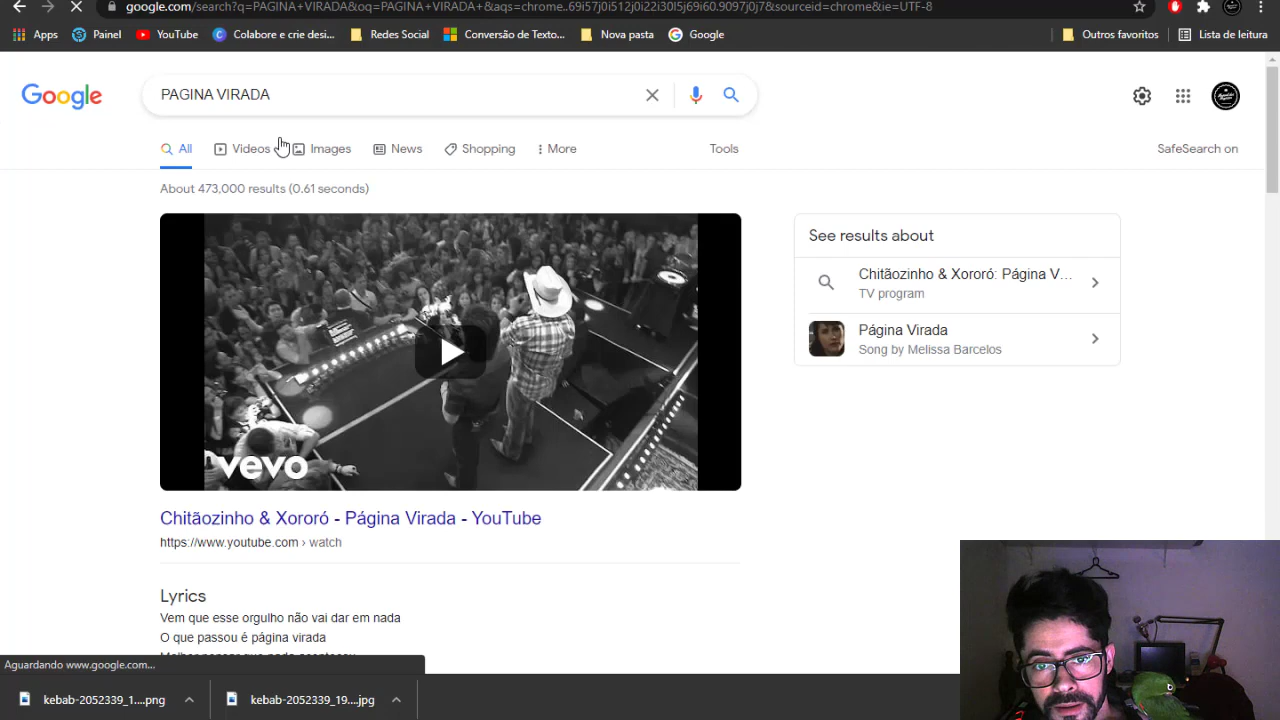 google.com/search?q=PAGINA+VIRADA&oq=PAGINA+VIRADA+&aqs=chrome..69i57j0i512j0i22i30l5j69i60.9097j0j7&sourceid=chrome&ie=UTF-8
Apps Painel YouTube Colabore e crie desi... Redes Social Conversão de Texto... Nova pasta Google Outros favoritos Lista de leitura
Google PAGINA VIRADA
All Videos Images News Shopping More Tools SafeSearch on
About 473,000 results (0.61 seconds)
See results about
Chitãozinho & Xororó: Página V...
TV program
Página Virada
Song by Melissa Barcelos
vevo
Chitãozinho & Xororó - Página Virada - YouTube
https://www.youtube.com › watch
Lyrics
Vem que esse orgulho não vai dar em nada
O que passou é página virada
Aguardando www.google.com...
kebab-2052339_1....png kebab-2052339_19....jpg